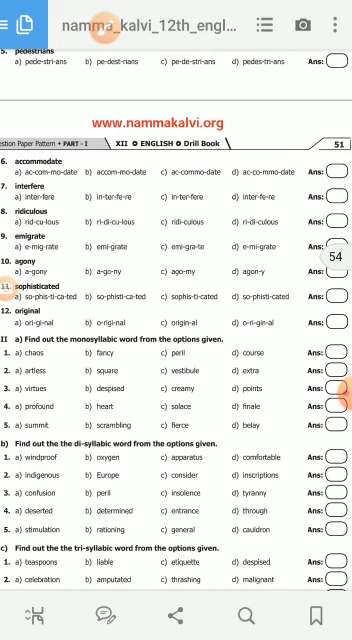 namma_kalvi_12th_engl...
5. pedestrians
a) pede-stri-ans b) pe-dest-rians c) pe-de-stri-ans d) pedes-tri-ans Ans:
www.nammakalvi.org
estion Paper Pattern • PART - I XII ✪ ENGLISH ✪ Drill Book 51
6. accommodate
a) ac-com-mo-date b) accom-mo-date c) ac-commo-date d) ac-co-mmo-date Ans:
7. interfere
a) inter-fere b) in-ter-fe-re c) in-ter-fere d) inter-fe-re Ans:
8. ridiculous
a) rid-cu-lous b) ri-di-cu-lous c) ridi-culous d) ri-di-culous Ans:
9. emigrate
a) e-mig-rate b) emi-grate c) emi-gra-te d) e-mi-grate Ans:
10. agony
a) a-gony b) a-go-ny c) ago-my d) agon-y Ans:
54
11. sophisticated
a) so-phis-ti-ca-ted b) so-phisti-ca-ted c) sophis-ti-cated d) so-phisti-cated Ans:
12. original
a) ori-gi-nal b) o-rigi-nal c) origin-al d) o-ri-gin-al Ans:
II a) Find out the monosyllabic word from the options given.
1. a) chaos b) fancy c) peril d) course Ans:
2. a) artless b) square c) vestibule d) extra Ans:
3. a) virtues b) despised c) creamy d) points Ans:
4. a) profound b) heart c) solace d) finale Ans:
5. a) summit b) scrambling c) fierce d) belay Ans:
b) Find out the the di-syllabic word from the options given.
1. a) windproof b) oxygen c) apparatus d) comfortable Ans:
2. a) indigenous b) Europe c) consider d) inscriptions Ans:
3. a) confusion b) peril c) insolence d) tyranny Ans:
4. a) deserted b) determined c) entrance d) through Ans:
5. a) stimulation b) rationing c) general d) cauldron Ans:
c) Find out the the tri-syllabic word from the options given.
1. a) teaspoons b) liable c) etiquette d) despised Ans:
2. a) celebration b) amputated c) thrashing d) malignant Ans: